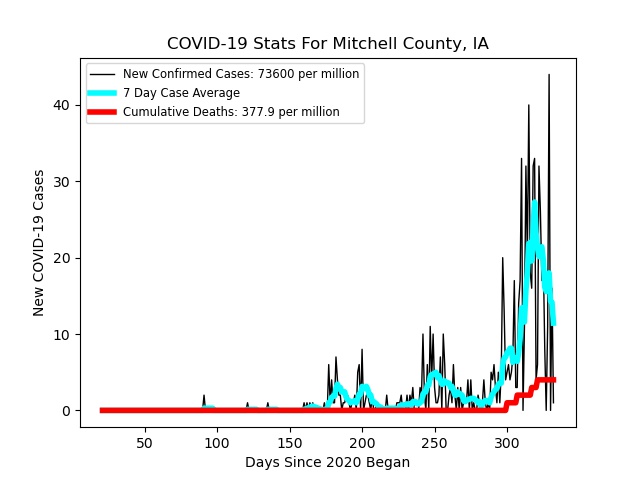 COVID-19 Stats For Mitchell County, IA
New Confirmed Cases: 73600 per million
7 Day Case Average
Cumulative Deaths: 377.9 per million
New COVID-19 Cases
40
30
20
10
0
50 100 150 200 250 300
Days Since 2020 Began